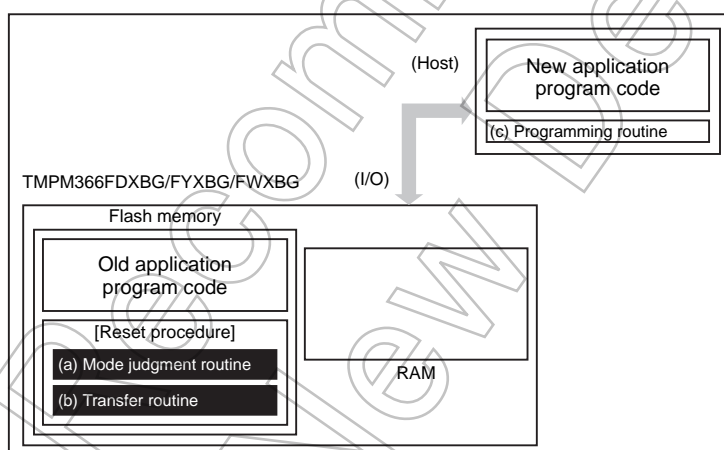 (Host)
New application
program code
(c) Programming routine
TMPM366FDXBG/FYXBG/FWXBG
(I/O)
Flash memory
Old application
program code
[Reset procedure]
(a) Mode judgment routine
(b) Transfer routine
RAM